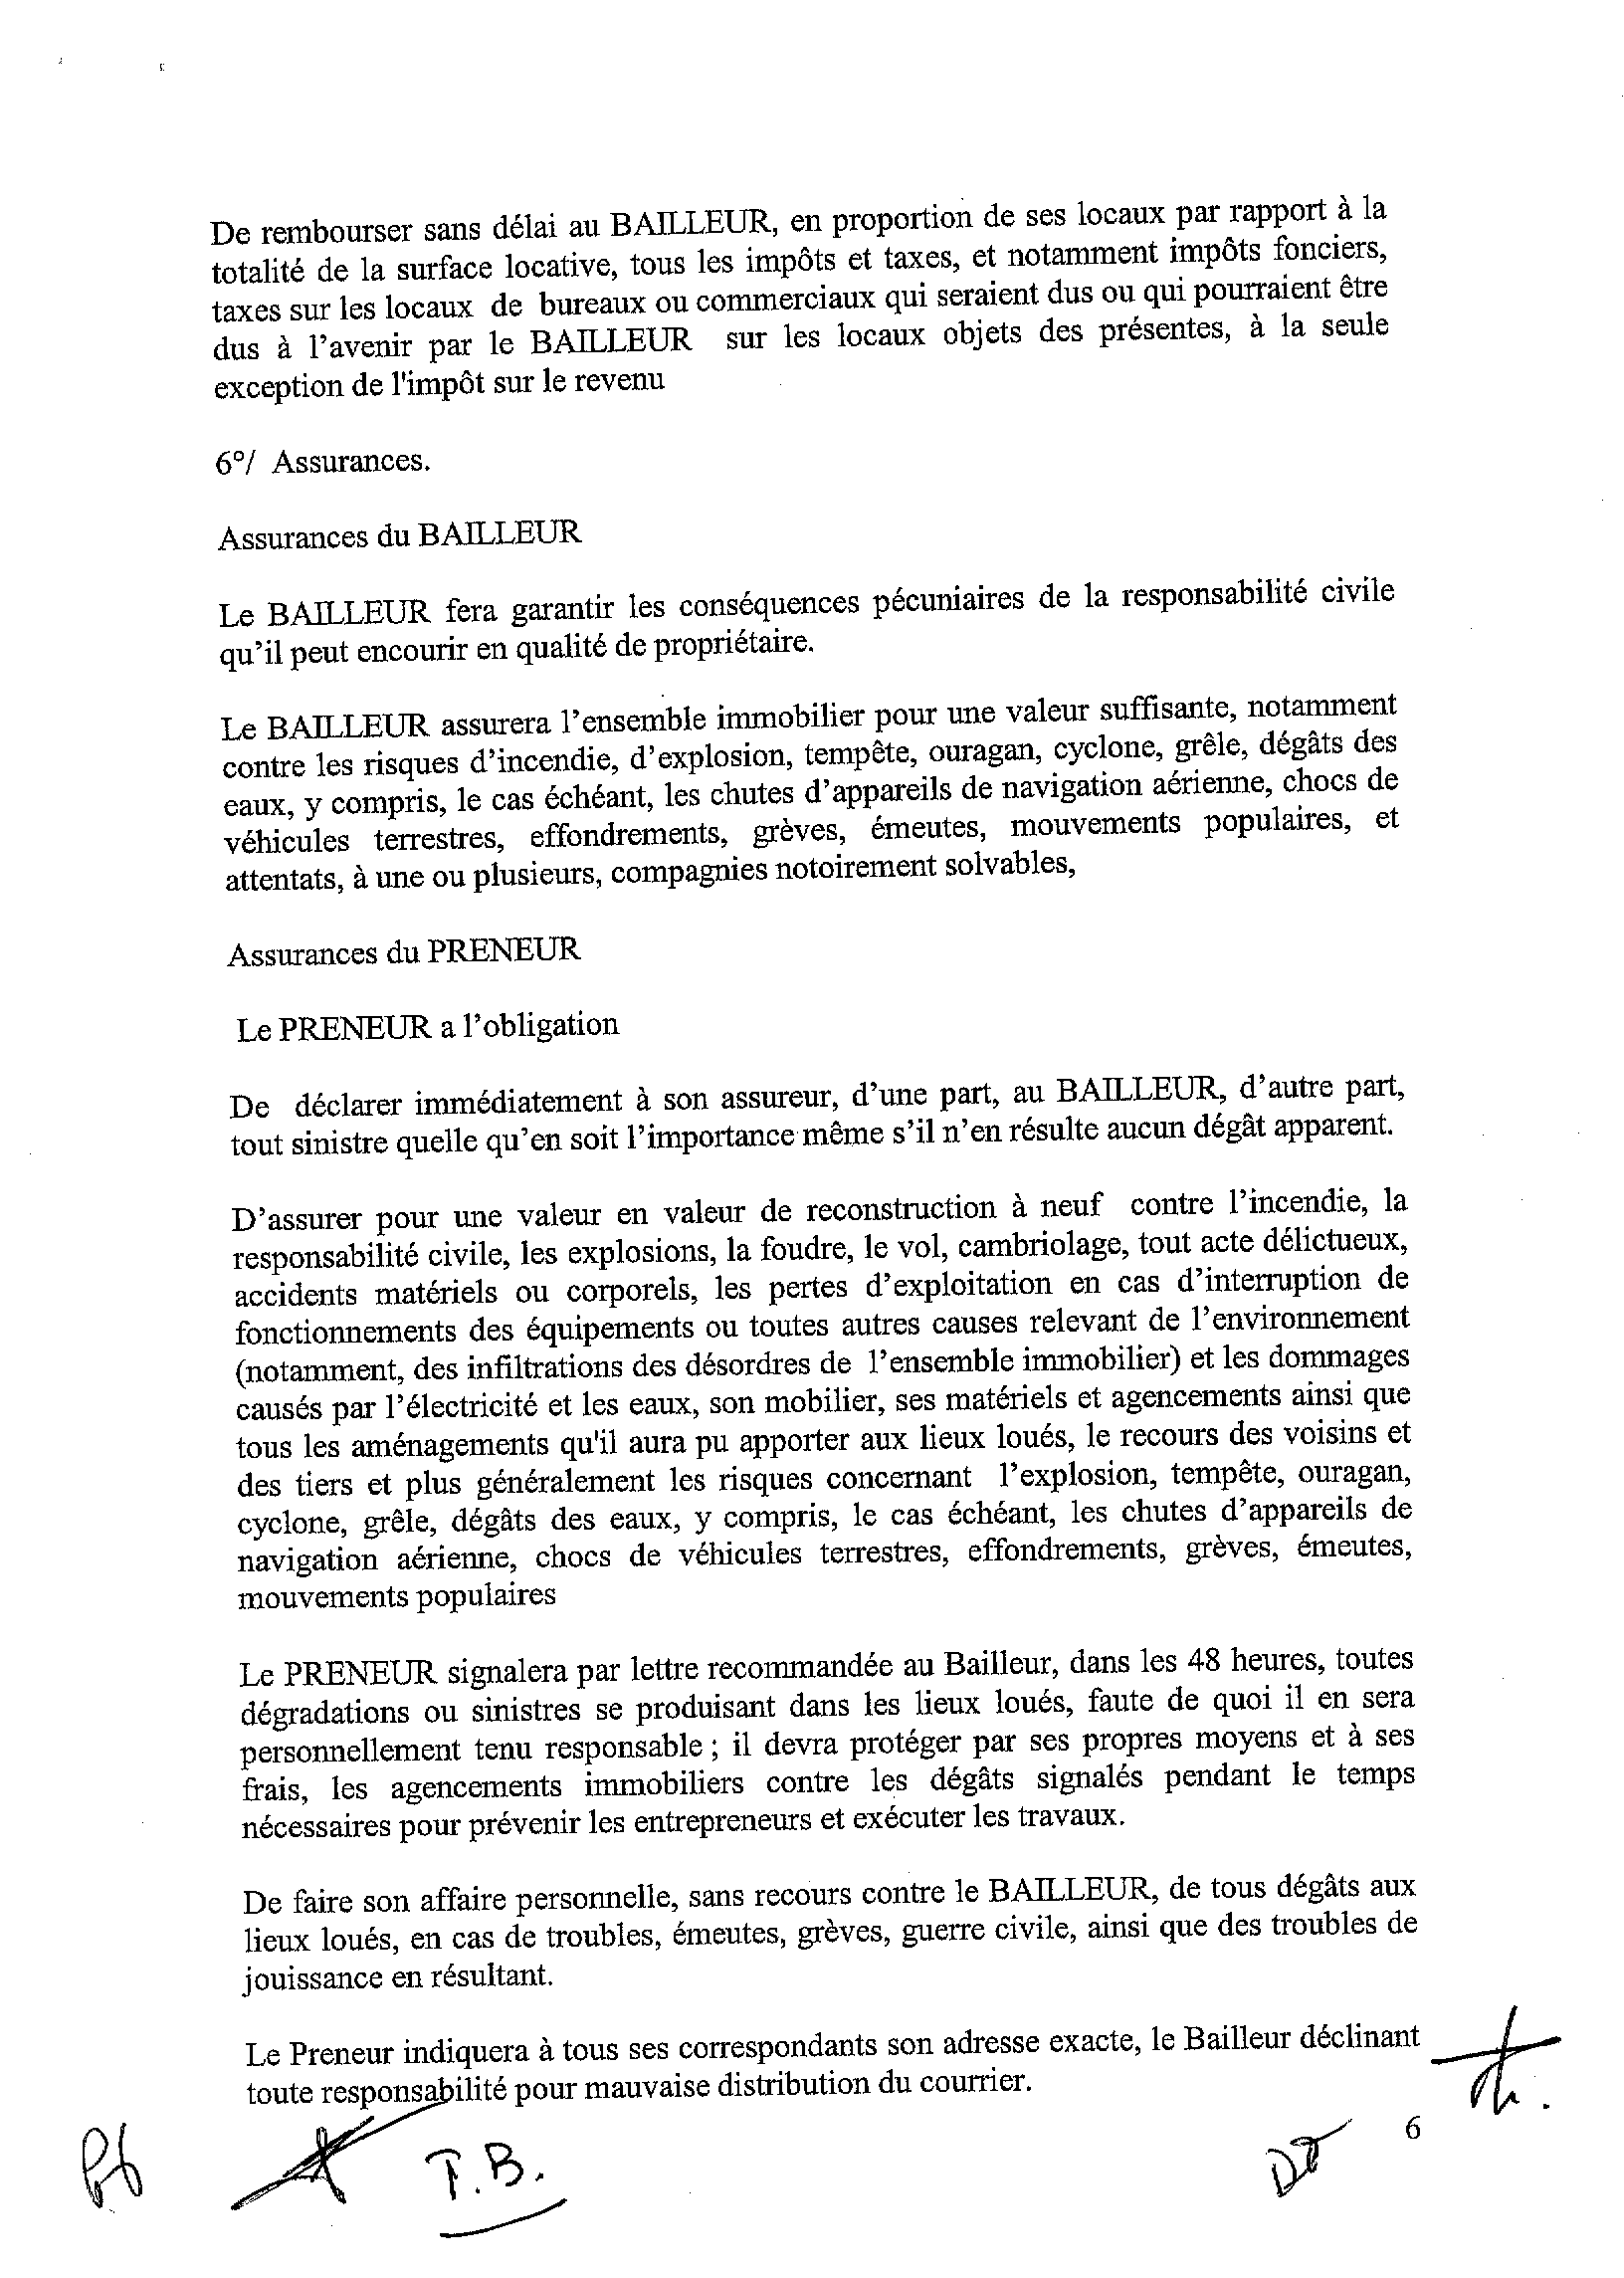 De rembourser sans délai au BAILLEUR, en proportion de ses locaux par rapport à la
totalité de la surface locative, tous les impôts et taxes, et notamment impôts fonciers,
taxes sur les locaux de bureaux ou commerciaux qui seraient dus ou qui pourraient être
dus à l'avenir par le BAILLEUR sur les locaux objets des présentes, à la seule
exception de l'impôt sur le revenu
6°/ Assurances.
Assurances du BAILLEUR
Le BAILLEUR fera garantir les conséquences pécuniaires de la responsabilité civile
qu'il peut encourir en qualité de propriétaire.
Le BAILLEUR assurera l'ensemble immobilier pour une valeur suffisante, notamment
contre les risques d'incendie, d'explosion, tempête, ouragan, cyclone, grêle, dégâts des
eaux, y compris, le cas échéant, les chutes d'appareils de navigation aérienne, chocs de
véhicules terrestres, effondrements, grèves, émeutes, mouvements populaires, et
attentats, à une ou plusieurs, compagnies notoirement solvables,
Assurances du PRENEUR
Le PRENEUR a l'obligation
De déclarer immédiatement à son assureur, d'une part, au BAILLEUR, d'autre part,
tout sinistre quelle qu'en soit l'importance même s'il n'en résulte aucun dégât apparent.
D'assurer pour une valeur en valeur de reconstruction à neuf contre l'incendie, la
responsabilité civile, les explosions, la foudre, le vol, cambriolage, tout acte délictueux,
accidents matériels ou corporels, les pertes d'exploitation en cas d'interruption de
fonctionnements des équipements ou toutes autres causes relevant de l'environnement
(notamment, des infiltrations des désordres de l'ensemble immobilier) et les dommages
causés par l'électricité et les eaux, son mobilier, ses matériels et agencements ainsi que
tous les aménagements qu'il aura pu apporter aux lieux loués, le recours des voisins et
des tiers et plus généralement les risques concernant l'explosion, tempête, ouragan,
cyclone, grêle, dégâts des eaux, y compris, le cas échéant, les chutes d'appareils de
navigation aérienne, chocs de véhicules terrestres, effondrements, grèves, émeutes,
mouvements populaires
Le PRENEUR signalera par lettre recommandée au Bailleur, dans les 48 heures, toutes
dégradations ou sinistres se produisant dans les lieux loués, faute de quoi il en sera
personnellement tenu responsable ; il devra protéger par ses propres moyens et à ses
frais, les agencements immobiliers contre les dégâts signalés pendant le temps
nécessaires pour prévenir les entrepreneurs et exécuter les travaux.
De faire son affaire personnelle, sans recours contre le BAILLEUR, de tous dégâts aux
lieux loués, en cas de troubles, émeutes, grèves, guerre civile, ainsi que des troubles de
jouissance en résultant.
Le Preneur indiquera à tous ses correspondants son adresse exacte, le Bailleur déclinant
toute responsabilité pour mauvaise distribution du courrier.
6
T.B.